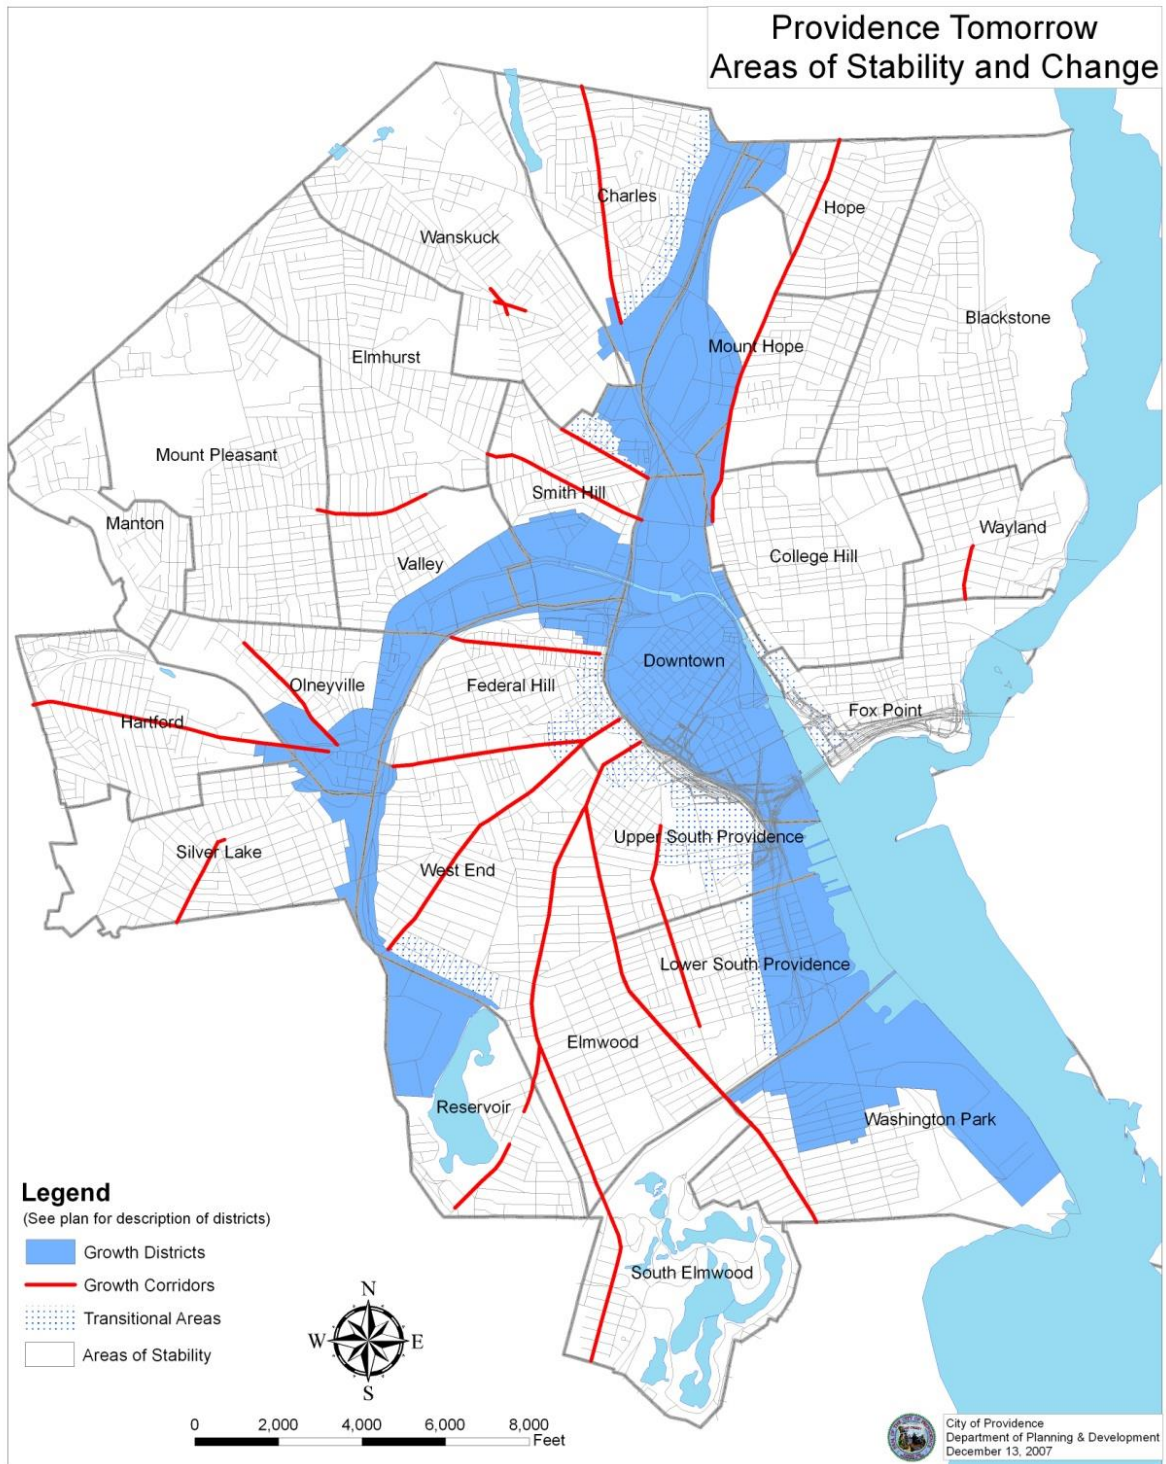 Providence Tomorrow
Areas of Stability and Change
Charles
Hope
Wanskuck
Blackstone
Mount Hope
Elmhurst
Mount Pleasant
Smith Hill
Manton
Wayland
College Hill
Valley
Downtown
Olneyville
Federal Hill
Fox Point
Hartford
Upper South Providence
Silver Lake
West End
Lower South Providence
Elmwood
Reservoir
Washington Park
South Elmwood
Legend
(See plan for description of districts)
Growth Districts
Growth Corridors
Transitional Areas
Areas of Stability
N
W
E
S
0 2,000 4,000 6,000 8,000
Feet
City of Providence
Department of Planning & Development
December 13, 2007